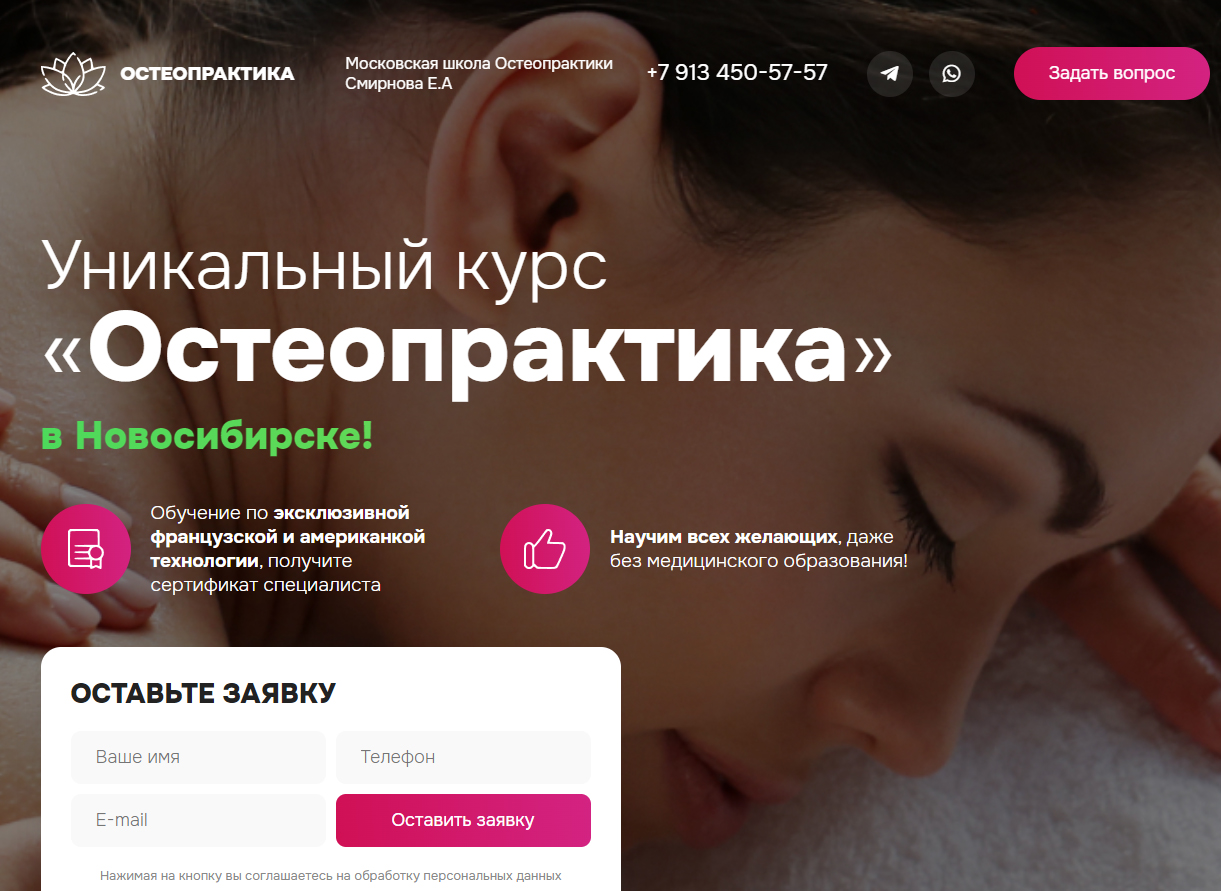 ОСТЕОПРАКТИКА
Московская школа Остеопрактики
Смирнова Е.А
+7 913 450-57-57
Задать вопрос
Уникальный курс
«Остеопрактика»
в Новосибирске!
Обучение по эксклюзивной
французской и американкой
технологии, получите
сертификат специалиста
Научим всех желающих, даже
без медицинского образования!
ОСТАВЬТЕ ЗАЯВКУ
Ваше имя
Телефон
E-mail
Оставить заявку
Нажимая на кнопку вы соглашаетесь на обработку персональных данных